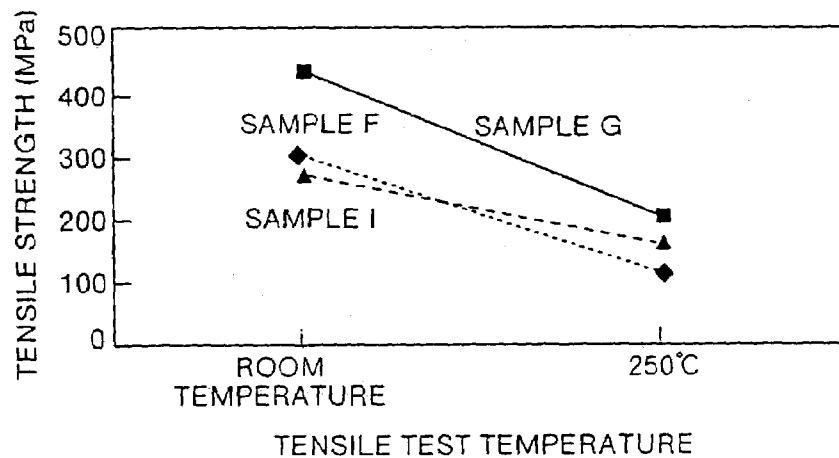 TENSILE STRENGTH (MPa)
500
400
300
200
100
0
SAMPLE F
SAMPLE G
SAMPLE I
ROOM
TEMPERATURE
250°C
TENSILE TEST TEMPERATURE